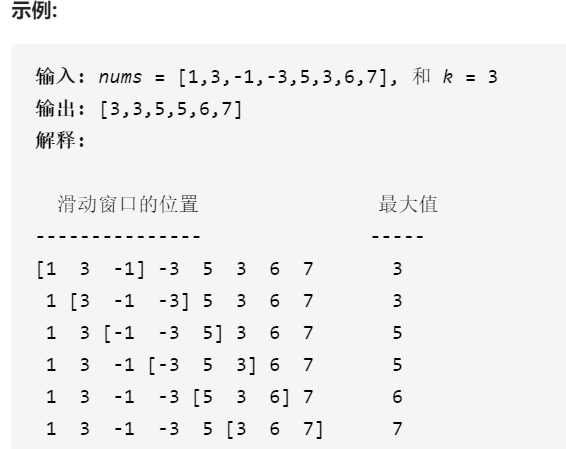 示例:
输入: nums = [1,3,-1,-3,5,3,6,7], 和 k = 3
输出: [3,3,5,5,6,7]
解释:
滑动窗口的位置 最大值
--------------- -----
[1 3 -1] -3 5 3 6 7 3
1 [3 -1 -3] 5 3 6 7 3
1 3 [-1 -3 5] 3 6 7 5
1 3 -1 [-3 5 3] 6 7 5
1 3 -1 -3 [5 3 6] 7 6
1 3 -1 -3 5 [3 6 7] 7